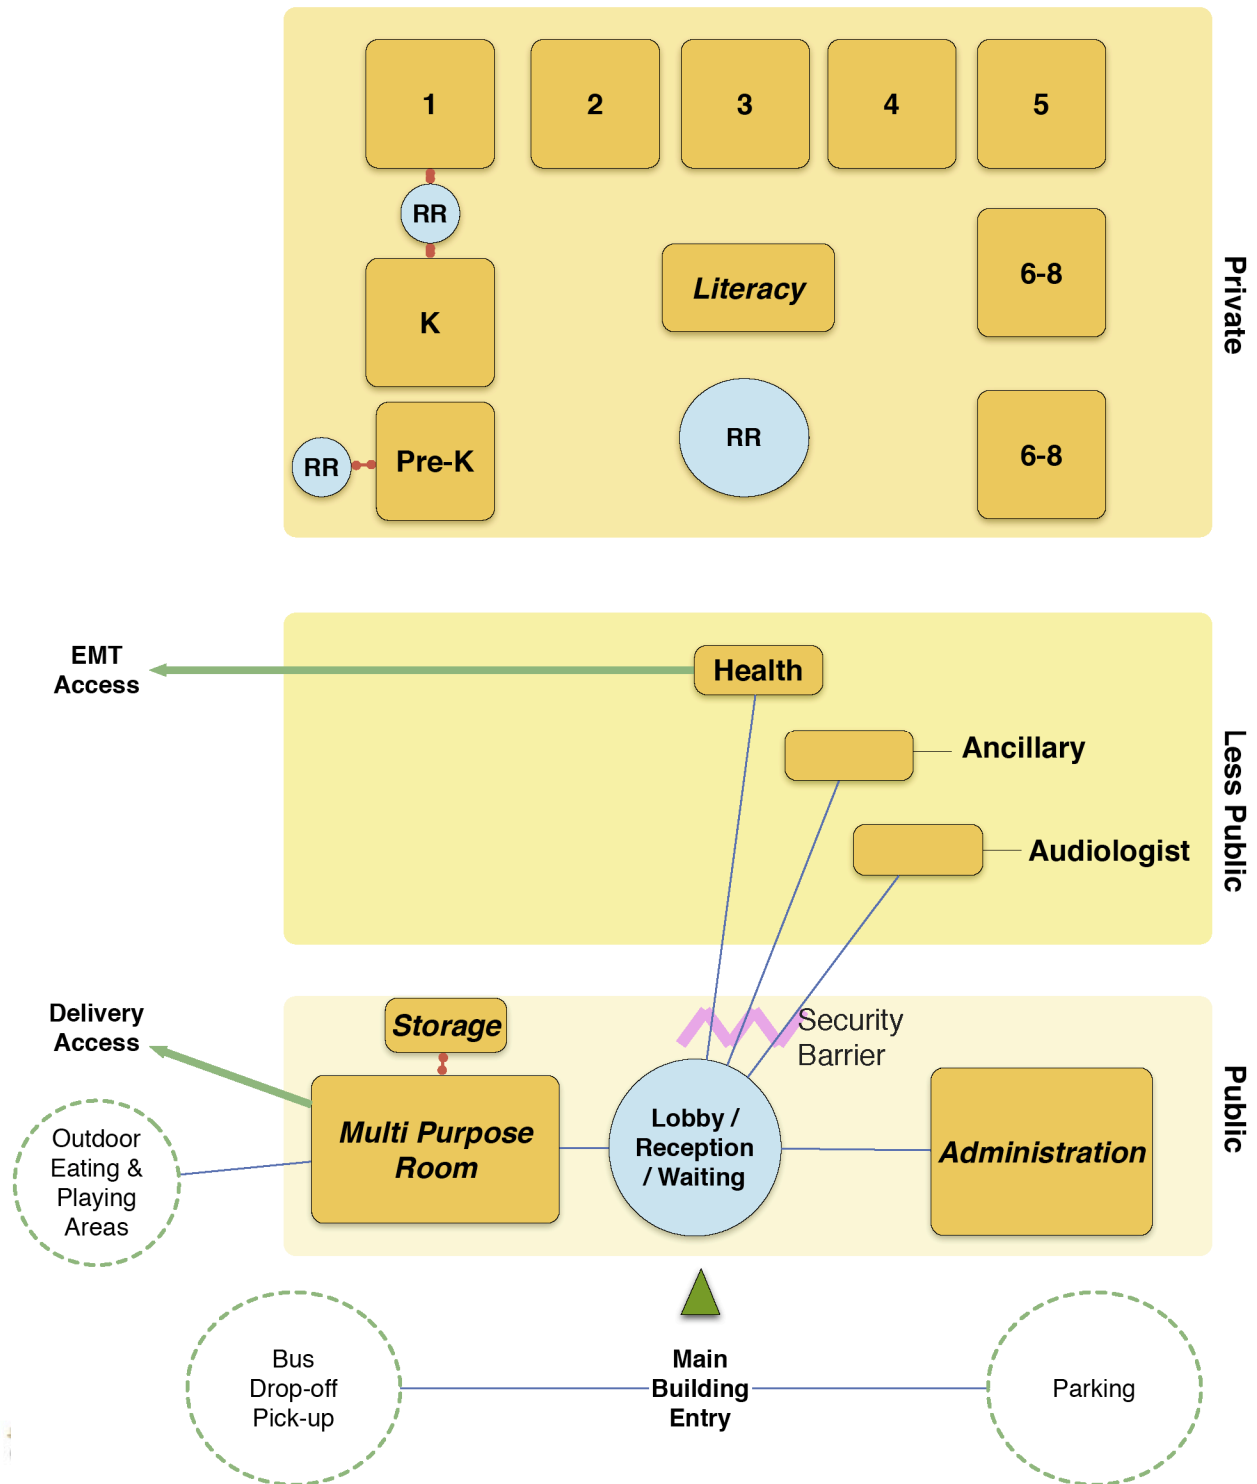 1
2
3
4
5
RR
K
Literacy
6-8
Private
RR
Pre-K
RR
6-8
EMT
Access
Health
Ancillary
Audiologist
Less Public
Delivery
Access
Storage
Security
Barrier
Outdoor
Eating &
Playing
Areas
Multi Purpose
Room
Lobby /
Reception
/ Waiting
Administration
Public
Bus
Drop-off
Pick-up
Main
Building
Entry
Parking